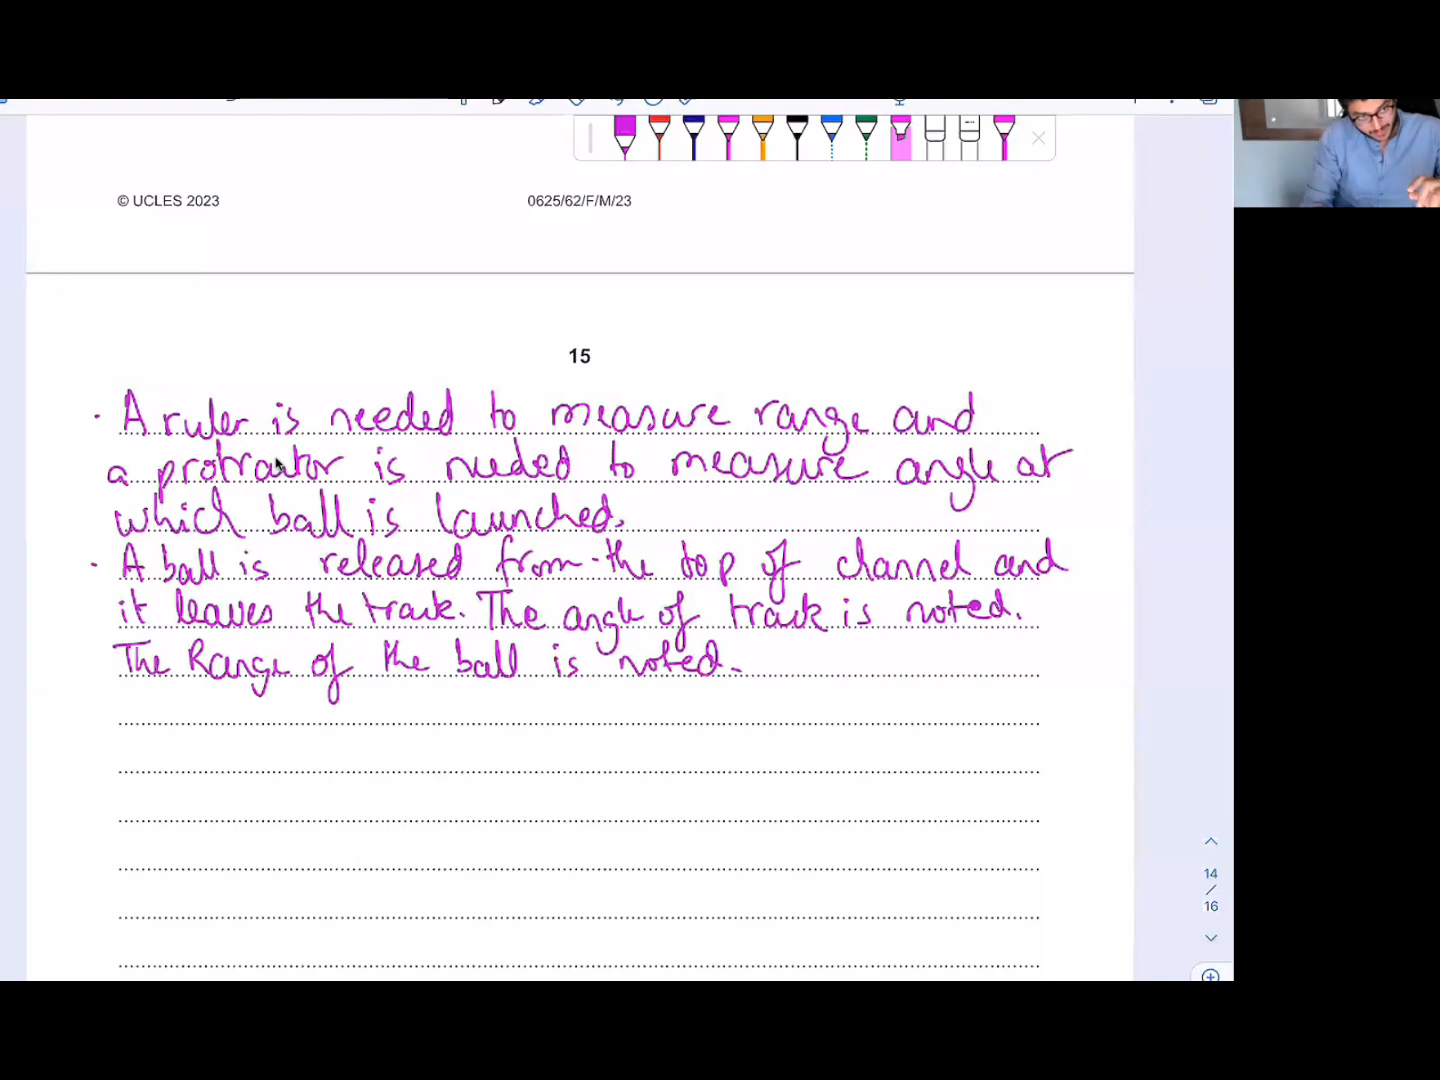 © UCLES 2023
0625/62/F/M/23
15
· A ruler is needed to measure range and
a protractor is needed to measure angle at
which ball is launched.
· A ball is released from the top of channel and
it leaves the track. The angle of track is noted.
The Range of the ball is noted.
14
/
16